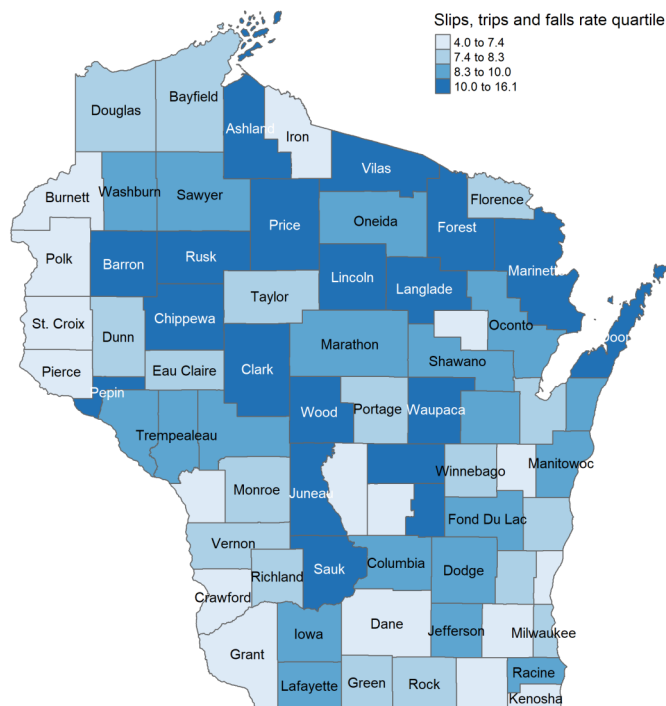 Slips, trips and falls rate quartile
4.0 to 7.4
7.4 to 8.3
8.3 to 10.0
10.0 to 16.1
Bayfield
Douglas
Ashland
Iron
Vilas
Burnett
Washburn
Sawyer
Florence
Price
Oneida
Forest
Polk
Barron
Rusk
Lincoln
Langlade
Marinett
Taylor
Chippewa
St. Croix
Dunn
Oconto
Door
Marathon
Shawano
Pierce
Eau Claire
Clark
Pepin
Wood
Portage
Waupaca
Trempealeau
Winnebago
Manitowoc
Monroe
Juneau
Fond Du Lac
Vernon
Richland
Sauk
Columbia
Dodge
Crawford
Dane
Iowa
Jefferson
Milwaukee
Grant
Lafayette
Green
Rock
Racine
Kenosha